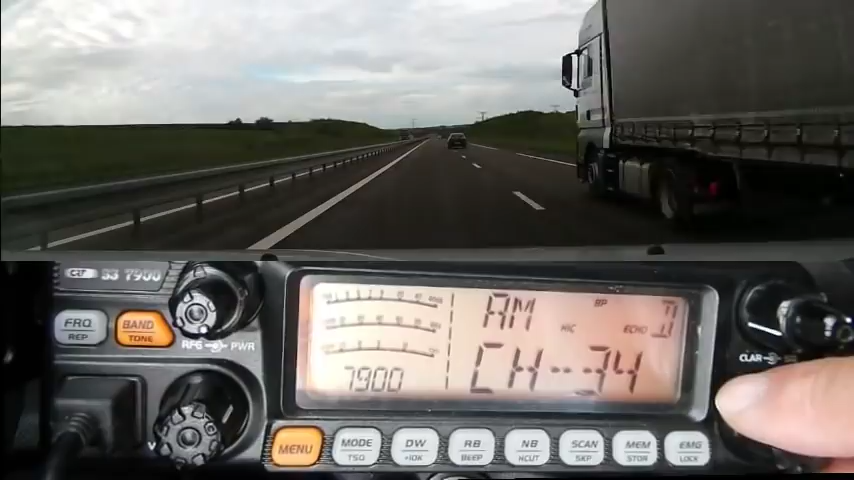 CRT SS 7900
FRQ
REP
BAND
TONE
RFG PWR
AM BP D
HIC ECHO
7900 CH--34
CLAR
MENU
MODE
TSQ
DW
+10K
RB
BEEP
NB
HCUT
SCAN
SKP
MEM
STOR
EMG
LOCK